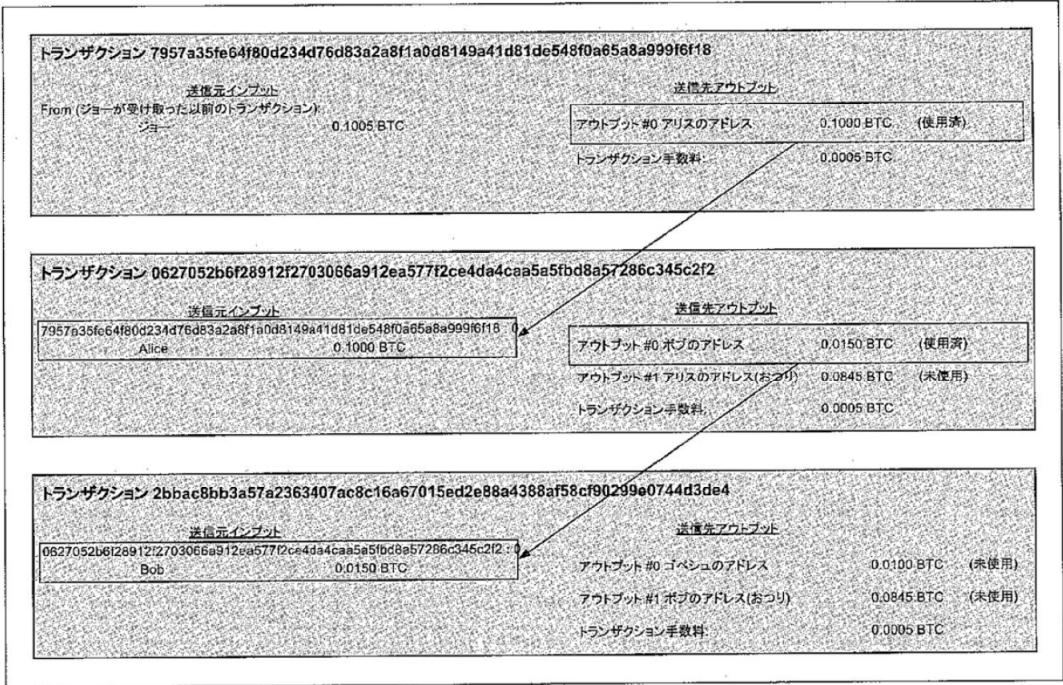 トランザクション 7957a35fe64f80d234d76d83a2a8f1a0d8149a41d81de548f0a65a8a999f6f18
送信元インプット
From (ジョーが受け取った以前のトランザクション):
ジョー 0.1005 BTC
送信先アウトプット
アウトプット #0 アリスのアドレス 0.1000 BTC (使用済)
トランザクション手数料: 0.0005 BTC
トランザクション 0627052b6f28912f2703066a912ea577f2ce4da4caa5a5fbd8a57286c345c2f2
送信元インプット
7957a35fe64f80d234d76d83a2a8f1a0d8149a41d81de548f0a65a8a999f6f18 : 0
Alice 0.1000 BTC
送信先アウトプット
アウトプット #0 ボブのアドレス 0.0150 BTC (使用済)
アウトプット #1 アリスのアドレス(おつり) 0.0845 BTC (未使用)
トランザクション手数料: 0.0005 BTC
トランザクション 2bbac8bb3a57a2363407ac8c16a67015ed2e88a4388af58cf90299e0744d3de4
送信元インプット
0627052b6f28912f2703066a912ea577f2ce4da4caa5a5fbd8a57286c345c2f2 : 0
Bob 0.0150 BTC
送信先アウトプット
アウトプット #0 ゴペシュのアドレス 0.0100 BTC (未使用)
アウトプット #1 ボブのアドレス(おつり) 0.0845 BTC (未使用)
トランザクション手数料: 0.0005 BTC